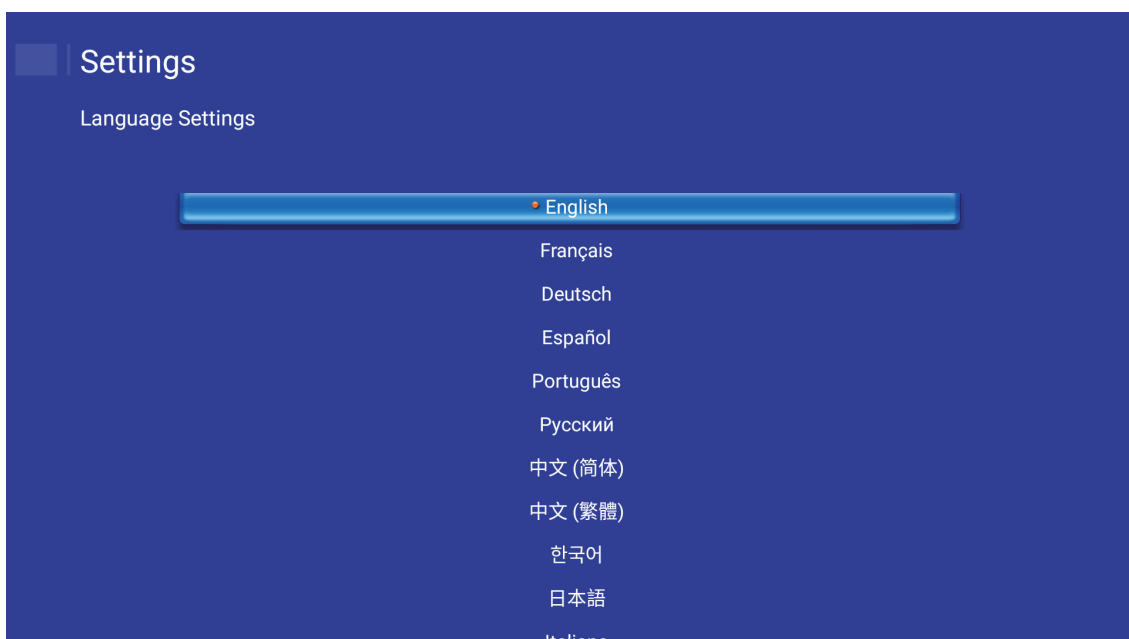 Settings
Language Settings
English
Français
Deutsch
Español
Português
Русский
中文 (简体)
中文 (繁體)
한국어
日本語